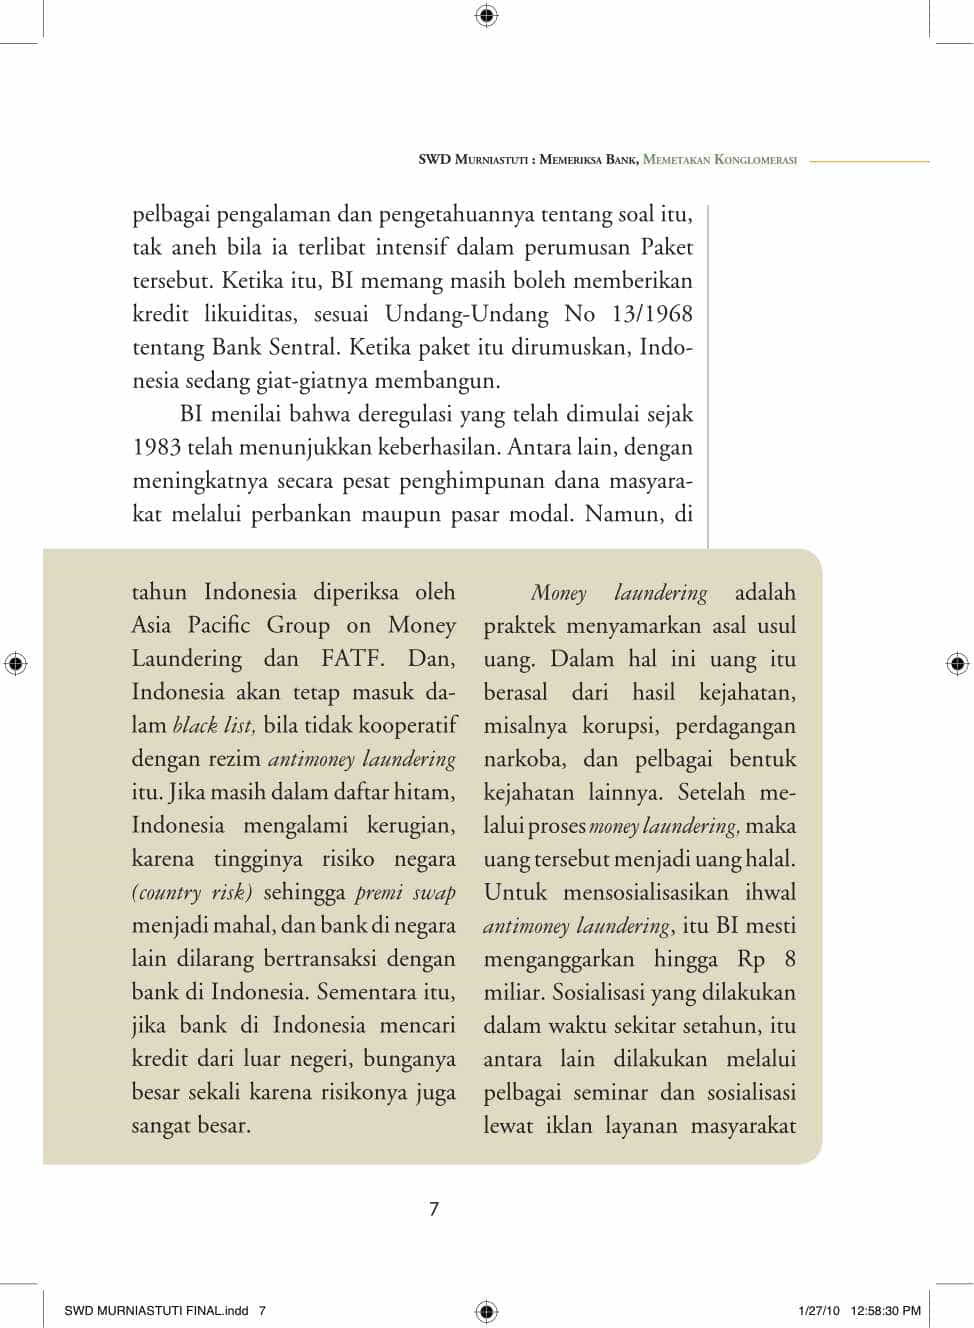 SWD Murniastuti : Memeriksa Bank, Memetakan Konglomerasi
pelbagai pengalaman dan pengetahuannya tentang soal itu,
tak aneh bila ia terlibat intensif dalam perumusan Paket
tersebut. Ketika itu, BI memang masih boleh memberikan
kredit likuiditas, sesuai Undang-Undang No 13/1968
tentang Bank Sentral. Ketika paket itu dirumuskan, Indo-
nesia sedang giat-giatnya membangun.
BI menilai bahwa deregulasi yang telah dimulai sejak
1983 telah menunjukkan keberhasilan. Antara lain, dengan
meningkatnya secara pesat penghimpunan dana masyara-
kat melalui perbankan maupun pasar modal. Namun, di
tahun Indonesia diperiksa oleh
Asia Pacific Group on Money
Laundering dan FATF. Dan,
Indonesia akan tetap masuk da-
lam black list, bila tidak kooperatif
dengan rezim antimoney laundering
itu. Jika masih dalam daftar hitam,
Indonesia mengalami kerugian,
karena tingginya risiko negara
(country risk) sehingga premi swap
menjadi mahal, dan bank di negara
lain dilarang bertransaksi dengan
bank di Indonesia. Sementara itu,
jika bank di Indonesia mencari
kredit dari luar negeri, bunganya
besar sekali karena risikonya juga
sangat besar.
Money laundering adalah
praktek menyamarkan asal usul
uang. Dalam hal ini uang itu
berasal dari hasil kejahatan,
misalnya korupsi, perdagangan
narkoba, dan pelbagai bentuk
kejahatan lainnya. Setelah me-
lalui proses money laundering, maka
uang tersebut menjadi uang halal.
Untuk mensosialisasikan ihwal
antimoney laundering, itu BI mesti
menganggarkan hingga Rp 8
miliar. Sosialisasi yang dilakukan
dalam waktu sekitar setahun, itu
antara lain dilakukan melalui
pelbagai seminar dan sosialisasi
lewat iklan layanan masyarakat
7
SWD MURNIASTUTI FINAL.indd 7
1/27/10 12:58:30 PM